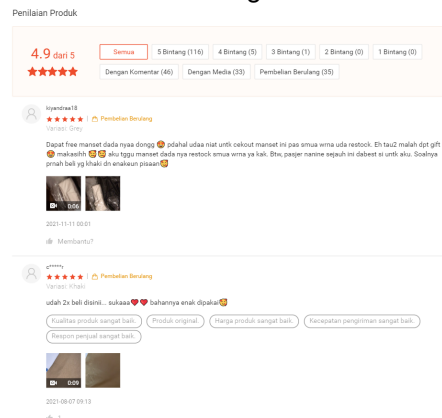 Penilaian Produk
4.9 dari 5
Semua
5 Bintang (116)
4 Bintang (5)
3 Bintang (1)
2 Bintang (0)
1 Bintang (0)
Dengan Komentar (46)
Dengan Media (33)
Pembelian Berulang (35)
kiyandrae18
Pembelian Berulang
Variasi: Grey
Dapat free manset dada nyaa dongg 🥰 pdahal udaa niat untk cekout manset ini pas smua wrna uda restock. Eh tau2 malah dpt gift
🥰 makasihh 🥰🥰 aku tggu manset dada nya restock smua wrna ya kak. Btw, pasjer nanine sejauh ini dabest si untk aku. Soalnya
prnah beli yg khaki dn enakeun pisaan🥰
0:06
2021-11-11 00:01
Membantu?
c*****r
Pembelian Berulang
Variasi: Khaki
udah 2x beli disinii... sukaaa❤❤ bahannya enak dipakai🥰
Kualitas produk sangat baik.
Produk original.
Harga produk sangat baik.
Kecepatan pengiriman sangat baik.
Respon penjual sangat baik.
0:09
2021-08-07 09:13